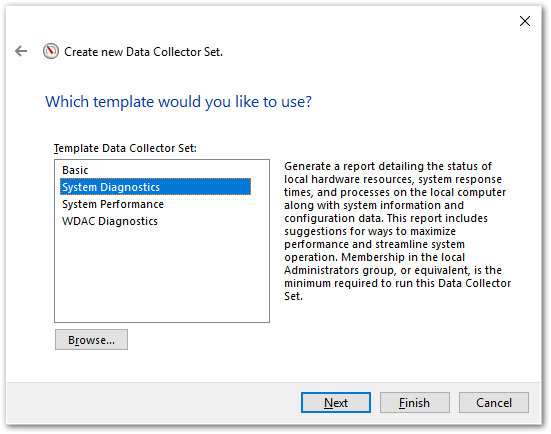 Create new Data Collector Set.
Which template would you like to use?
Template Data Collector Set:
Basic
System Diagnostics
System Performance
WDAC Diagnostics
Generate a report detailing the status of
local hardware resources, system response
times, and processes on the local computer
along with system information and
configuration data. This report includes
suggestions for ways to maximize
performance and streamline system
operation. Membership in the local
Administrators group, or equivalent, is the
minimum required to run this Data Collector
Set.
Browse...
Next
Finish
Cancel